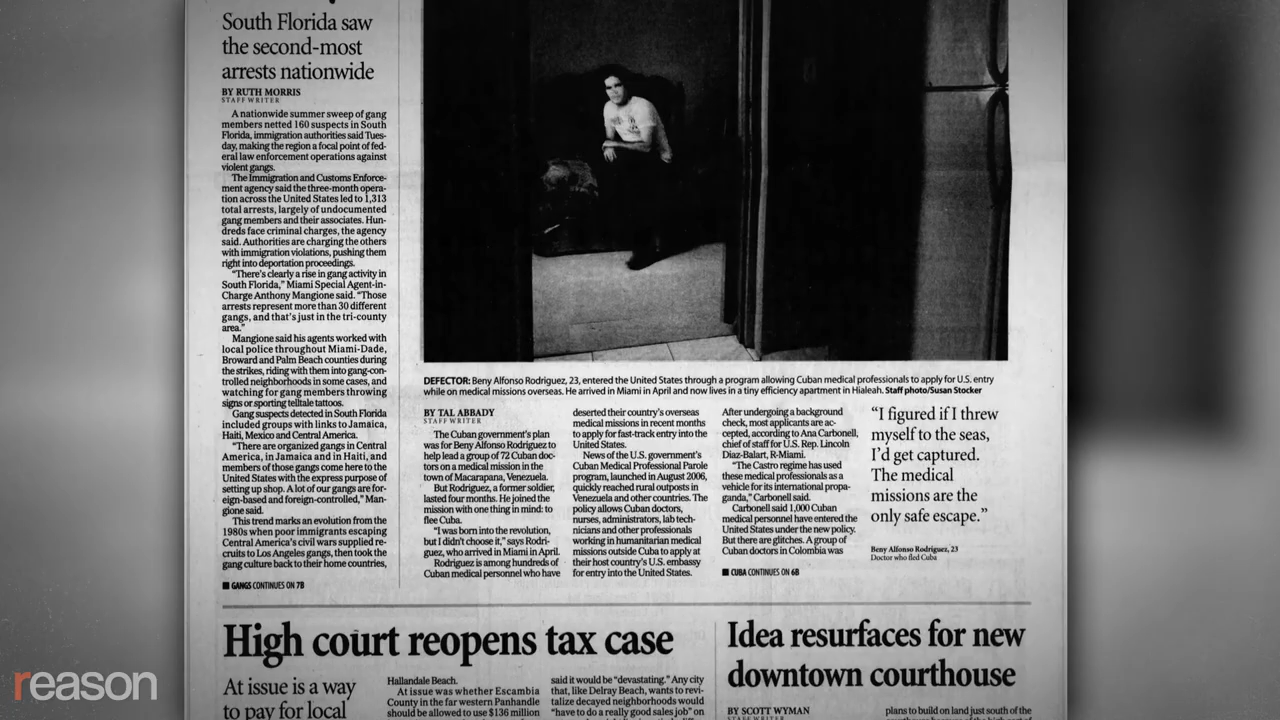 South Florida saw
the second-most
arrests nationwide
BY RUTH MORRIS
STAFF WRITER
A nationwide summer sweep of gang
members netted 160 suspects in South
Florida, immigration authorities said Tues-
day, making the region a focal point of fed-
eral law enforcement operations against
violent gangs.
The Immigration and Customs Enforce-
ment agency said the three-month opera-
tion across the United States led to 1,313
total arrests, largely of undocumented
gang members and their associates. Hun-
dreds face criminal charges, the agency
said. Authorities are charging the others
with immigration violations, pushing them
right into deportation proceedings.
"There's clearly a rise in gang activity in
South Florida," Miami Special Agent-in-
Charge Anthony Mangione said. "Those
arrests represent more than 30 different
gangs, and that's just in the tri-county
area."
Mangione said his agents worked with
local police throughout Miami-Dade,
Broward and Palm Beach counties during
the strikes, riding with them into gang-con-
trolled neighborhoods in some cases, and
watching for gang members throwing
signs or sporting telltale tattoos.
Gang suspects detected in South Florida
included groups with links to Jamaica,
Haiti, Mexico and Central America.
"There are organized gangs in Central
America, in Jamaica and in Haiti, and
members of those gangs come here to the
United States with the express purpose of
setting up shop. A lot of our gangs are for-
eign-based and foreign-controlled," Man-
gione said.
This trend marks an evolution from the
1980s when poor immigrants escaping
Central America's civil wars supplied re-
cruits to Los Angeles gangs, then took the
gang culture back to their home countries,
■ GANGS CONTINUES ON 7B
DEFECTOR: Beny Alfonso Rodriguez, 23, entered the United States through a program allowing Cuban medical professionals to apply for U.S. entry
while on medical missions overseas. He arrived in Miami in April and now lives in a tiny efficiency apartment in Hialeah. Staff photo/Susan Stocker
BY TAL ABBADY
STAFF WRITER
The Cuban government's plan
was for Beny Alfonso Rodriguez to
help lead a group of 72 Cuban doc-
tors on a medical mission in the
town of Macarapana, Venezuela.
But Rodriguez, a former soldier,
lasted four months. He joined the
mission with one thing in mind: to
flee Cuba.
"I was born into the revolution,
but I didn't choose it," says Rodri-
guez, who arrived in Miami in April.
Rodriguez is among hundreds of
Cuban medical personnel who have
deserted their country's overseas
medical missions in recent months
to apply for fast-track entry into the
United States.
News of the U.S. government's
Cuban Medical Professional Parole
program, launched in August 2006,
quickly reached rural outposts in
Venezuela and other countries. The
policy allows Cuban doctors,
nurses, administrators, lab tech-
nicians and other professionals
working in humanitarian medical
missions outside Cuba to apply at
their host country's U.S. embassy
for entry into the United States.
After undergoing a background
check, most applicants are ac-
cepted, according to Ana Carbonell,
chief of staff for U.S. Rep. Lincoln
Diaz-Balart, R-Miami.
"The Castro regime has used
these medical professionals as a
vehicle for its international propa-
ganda," Carbonell said.
Carbonell said 1,000 Cuban
medical personnel have entered the
United States under the new policy.
But there are glitches. A group of
Cuban doctors in Colombia was
■ CUBA CONTINUES ON 6B
"I figured if I threw
myself to the seas,
I'd get captured.
The medical
missions are the
only safe escape."
Beny Alfonso Rodriguez, 23
Doctor who fled Cuba
High court reopens tax case
At issue is a way
to pay for local
Hallandale Beach.
At issue was whether Escambia
County in the far western Panhandle
should be allowed to use $136 million
said it would be "devastating." Any city
that, like Delray Beach, wants to revi-
talize decayed neighborhoods would
"have to do a really good sales job" on
Idea resurfaces for new
downtown courthouse
BY SCOTT WYMAN
STAFF WRITER
plans to build on land just south of the
reason